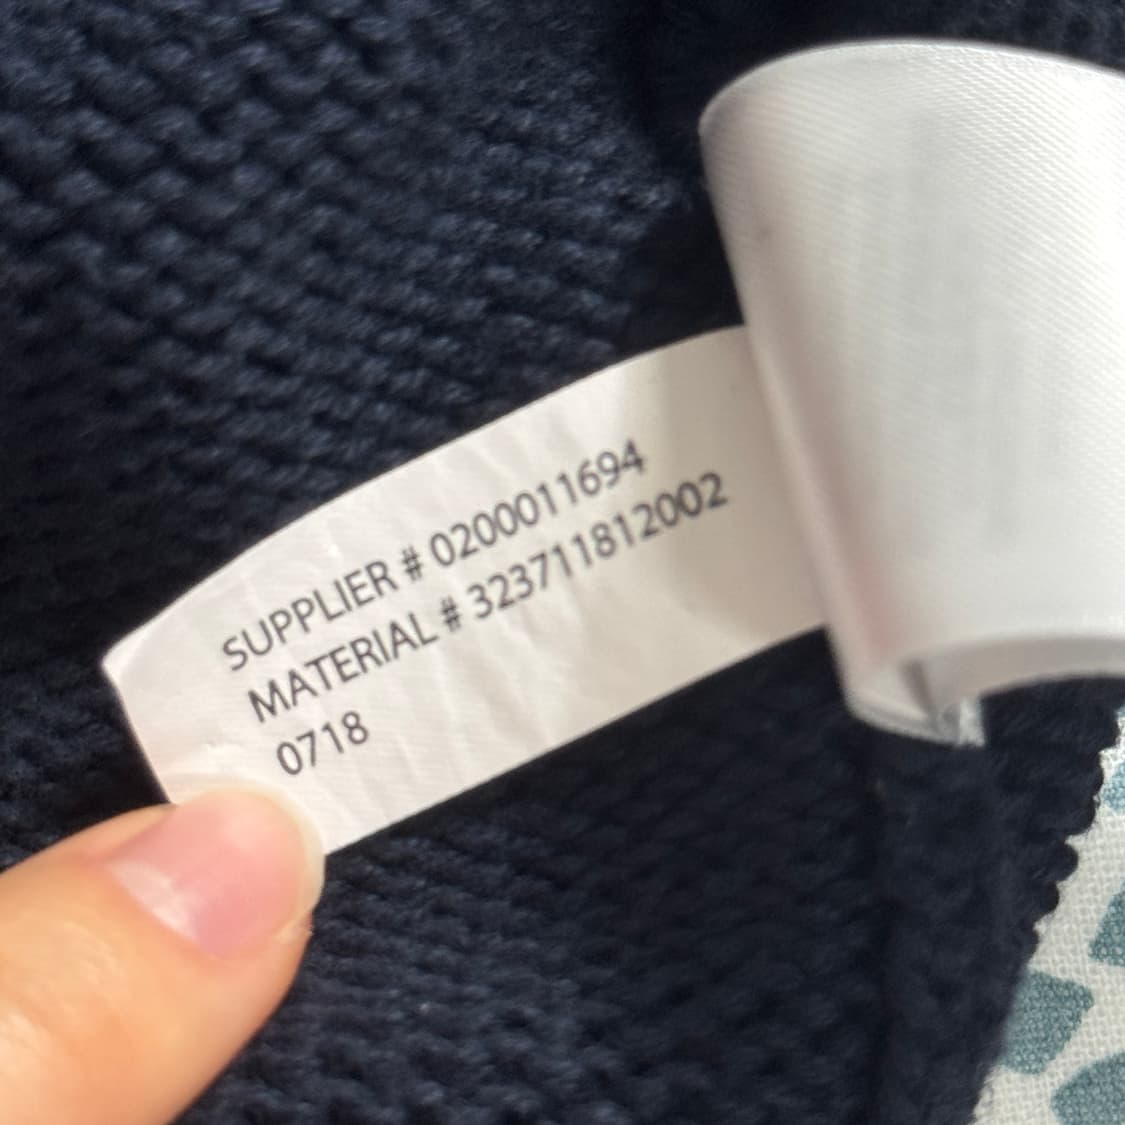 SUPPLIER # 0200011694
MATERIAL # 323711812002
0718